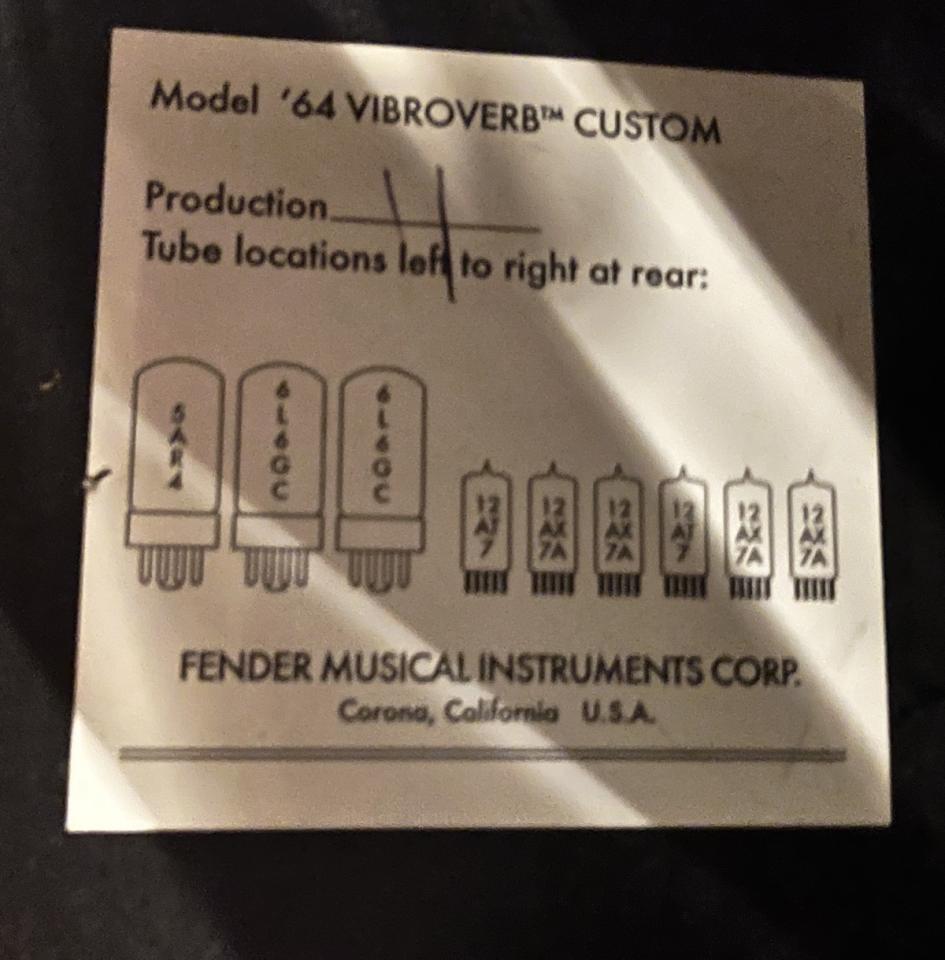 Model '64 VIBROVERB™ CUSTOM
Production
Tube locations left to right at rear:
5AR4 6L6GC 6L6GC 12AT7 12AX7A 12AX7A 12AT7 12AX7A 12AX7A
FENDER MUSICAL INSTRUMENTS CORP.
Corona, California U.S.A.